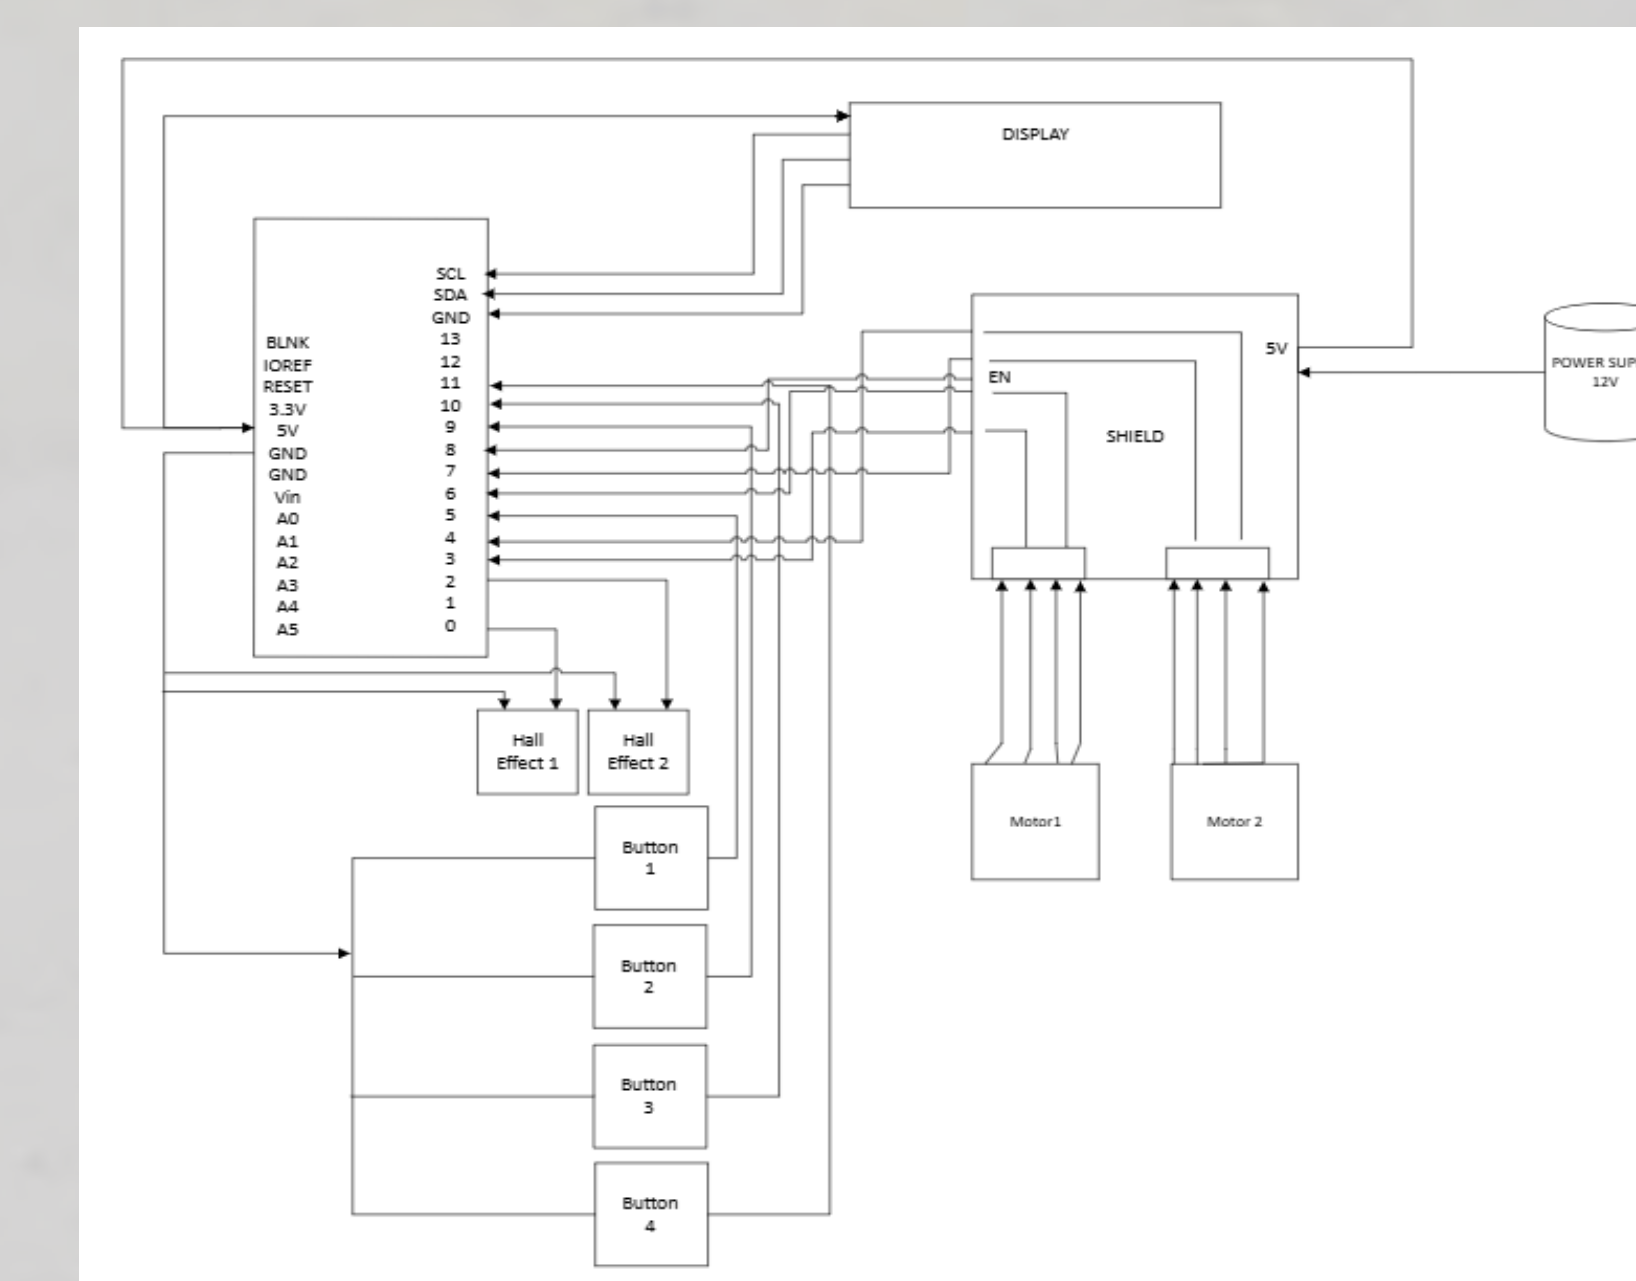 DISPLAY
SCL
SDA
GND
13
12
11
10
9
8
7
6
5
4
3
2
1
0
BLNK
IOREF
RESET
3.3V
5V
GND
GND
Vin
A0
A1
A2
A3
A4
A5
5V
EN
SHIELD
POWER SUP
12V
Hall
Effect 1
Hall
Effect 2
Button
1
Button
2
Button
3
Button
4
Motor1
Motor 2